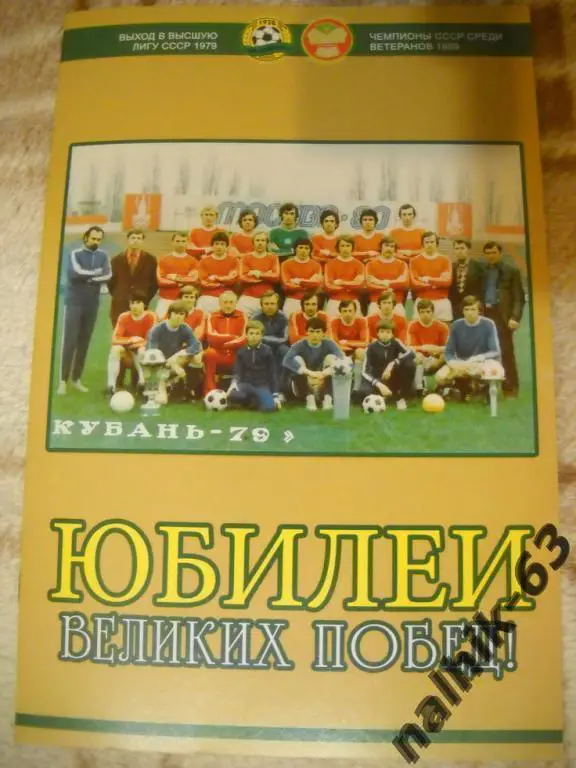 ВЫХОД В ВЫСШУЮ
ЛИГУ СССР 1979
1928
ЧЕМПИОНЫ СССР СРЕДИ
ВЕТЕРАНОВ 1989
МОСКВА·80
КУБАНЬ-79 »
ЮБИЛЕИ
ВЕЛИКИХ ПОБЕД!
nalnik-63